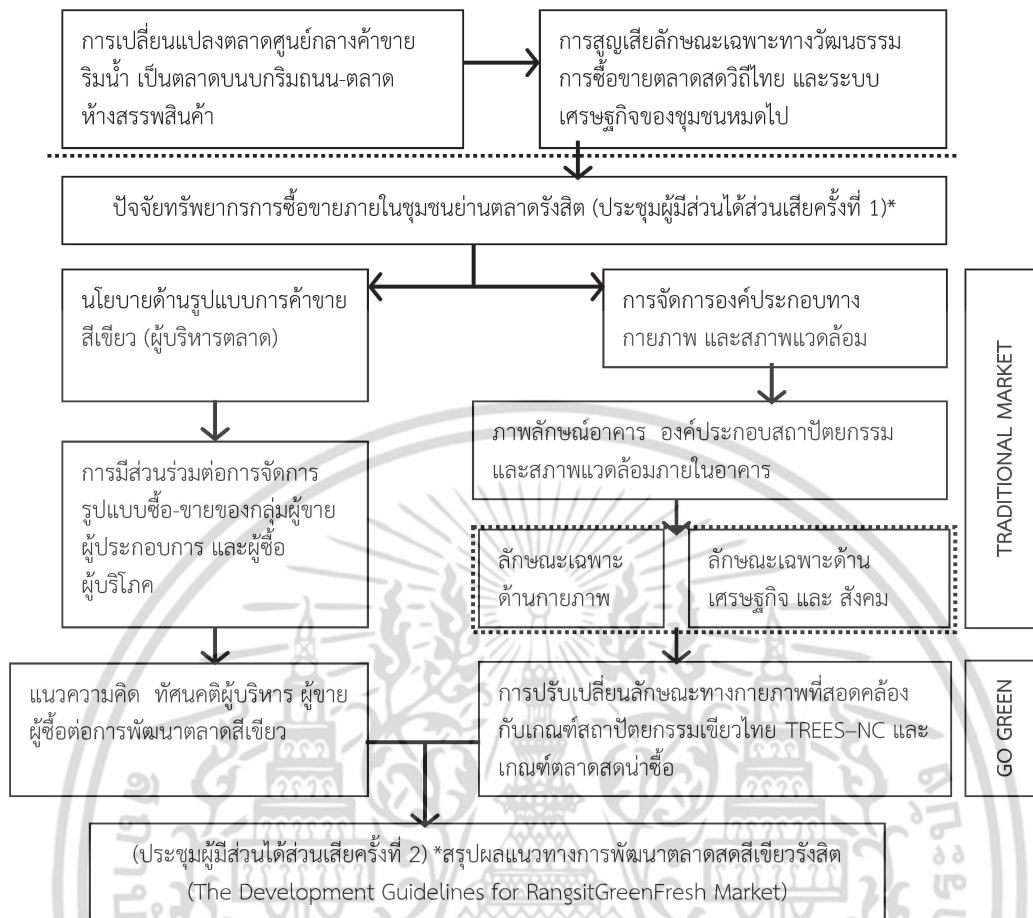 การเปลี่ยนแปลงตลาดศูนย์กลางค้าขาย
ริมน้ำ เป็นตลาดบนบกริมถนน-ตลาด
ห้างสรรพสินค้า
การสูญเสียลักษณะเฉพาะทางวัฒนธรรม
การซื้อขายตลาดสดวิถีไทย และระบบ
เศรษฐกิจของชุมชนหมดไป
ปัจจัยทรัพยากรการซื้อขายภายในชุมชนย่านตลาดรังสิต (ประชุมผู้มีส่วนได้ส่วนเสียครั้งที่ 1)*
นโยบายด้านรูปแบบการค้าขาย
สีเขียว (ผู้บริหารตลาด)
การจัดการองค์ประกอบทาง
กายภาพ และสภาพแวดล้อม
TRADITIONAL MARKET
ภาพลักษณ์อาคาร องค์ประกอบสถาปัตยกรรม
และสภาพแวดล้อมภายในอาคาร
การมีส่วนร่วมต่อการจัดการ
รูปแบบซื้อ-ขายของกลุ่มผู้ขาย
ผู้ประกอบการ และผู้ซื้อ
ผู้บริโภค
ลักษณะเฉพาะ
ด้านกายภาพ
ลักษณะเฉพาะด้าน
เศรษฐกิจ และ สังคม
แนวความคิด ทัศนคติผู้บริหาร ผู้ขาย
ผู้ซื้อต่อการพัฒนาตลาดสีเขียว
การปรับเปลี่ยนลักษณะทางกายภาพที่สอดคล้อง
กับเกณฑ์สถาปัตยกรรมเขียวไทย TREES–NC และ
เกณฑ์ตลาดสดน่าซื้อ
GO GREEN
(ประชุมผู้มีส่วนได้ส่วนเสียครั้งที่ 2) *สรุปผลแนวทางการพัฒนาตลาดสดสีเขียวรังสิต
(The Development Guidelines for RangsitGreenFresh Market)